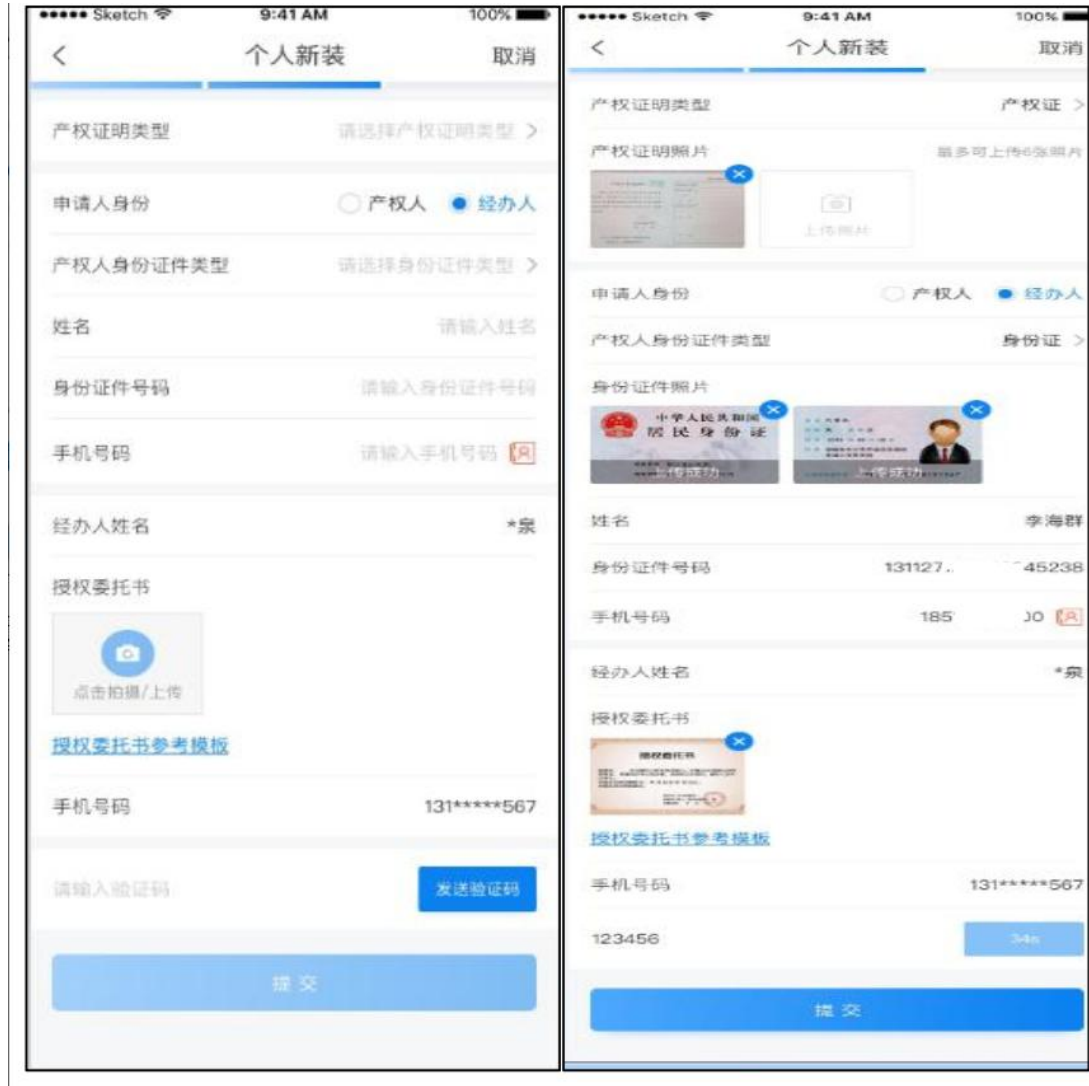 Sketch 9:41 AM 100%
个人新装 取消
产权证明类型 请选择产权证明类型
申请人身份 产权人 经办人
产权人身份证件类型 请选择身份证件类型
姓名 请输入姓名
身份证件号码 请输入身份证件号码
手机号码 请输入手机号码
经办人姓名 *泉
授权委托书
点击拍摄/上传
授权委托书参考模板
手机号码 131*****567
请输入验证码 发送验证码
提交
Sketch 9:41 AM 100%
个人新装 取消
产权证明类型 产权证
产权证明照片 最多可上传6张照片
上传照片
申请人身份 产权人 经办人
产权人身份证件类型 身份证
身份证件照片
中华人民共和国
居民身份证
上传成功 上传成功
姓名 李海群
身份证件号码 131127 45238
手机号码 185 00
经办人姓名 *泉
授权委托书
授权委托书
授权委托书参考模板
手机号码 131*****567
123456 34s
提交